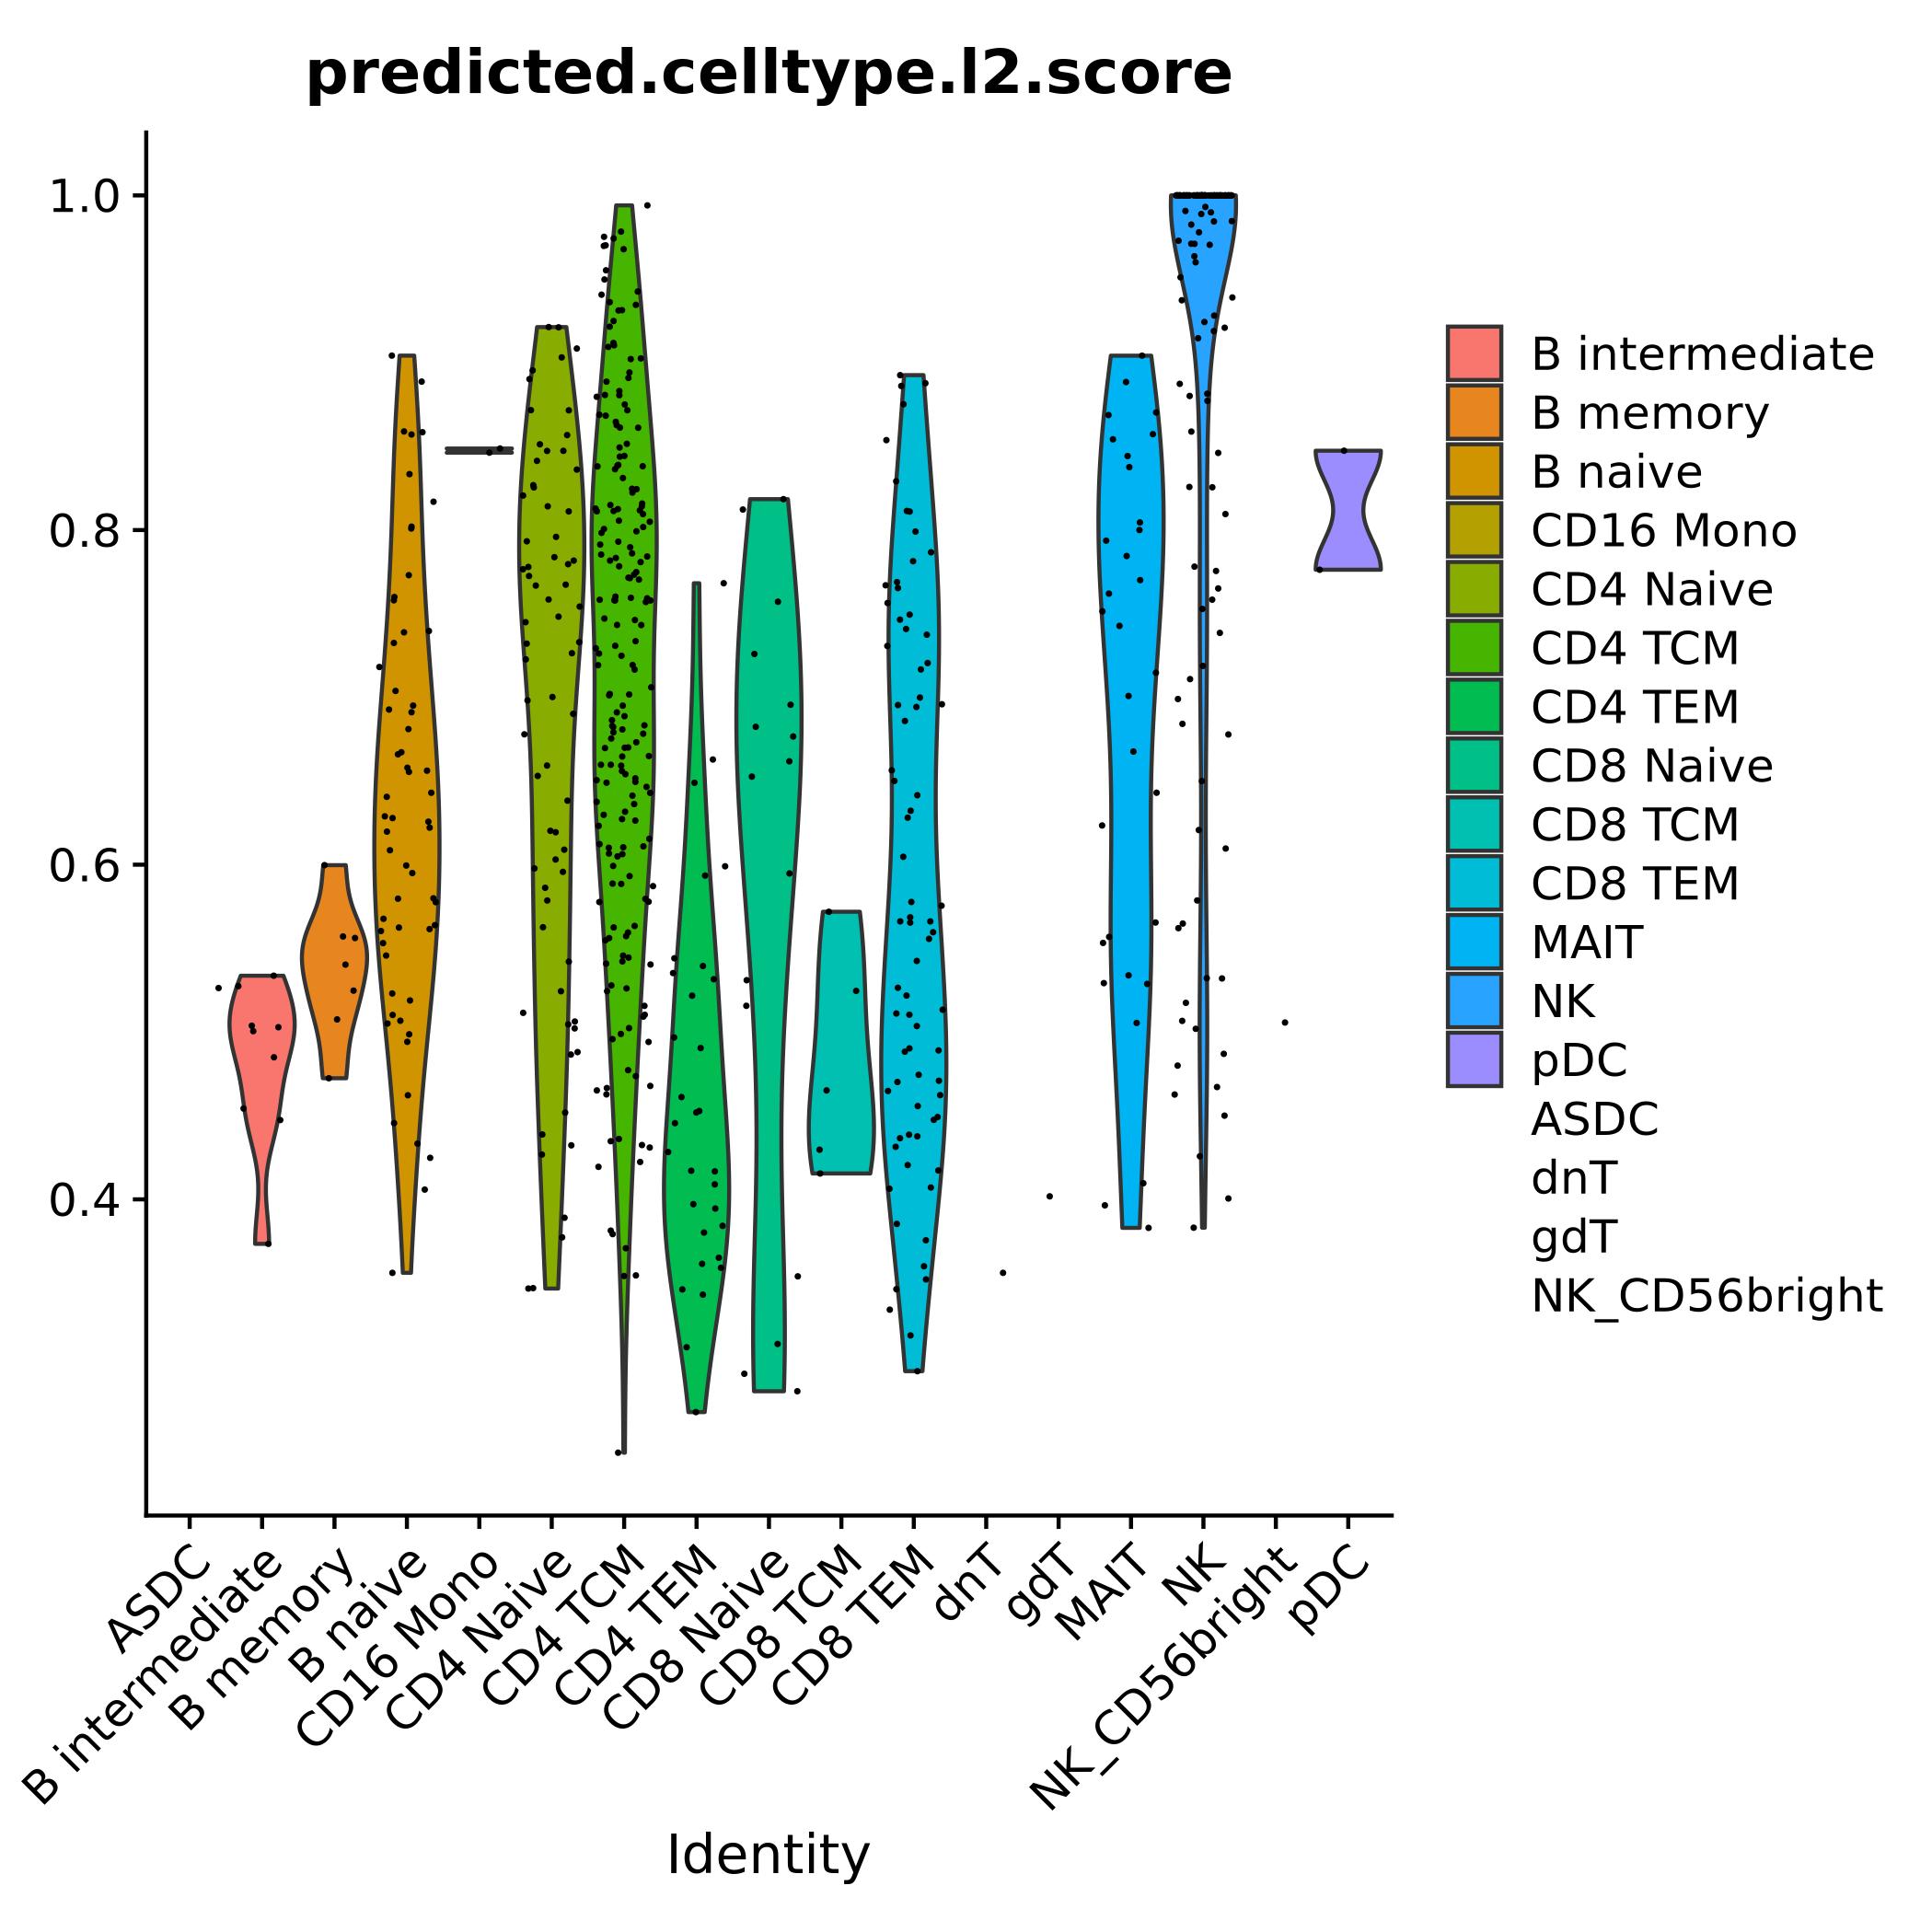 predicted.celltype.l2.score
1.0
0.8
0.6
0.4
ASDC
B intermediate
B memory
B naive
CD16 Mono
CD4 Naive
CD4 TCM
CD4 TEM
CD8 Naive
CD8 TCM
CD8 TEM
dnT
gdT
MAIT
NK
NK_CD56bright
pDC
Identity
B intermediate
B memory
B naive
CD16 Mono
CD4 Naive
CD4 TCM
CD4 TEM
CD8 Naive
CD8 TCM
CD8 TEM
MAIT
NK
pDC
ASDC
dnT
gdT
NK_CD56bright